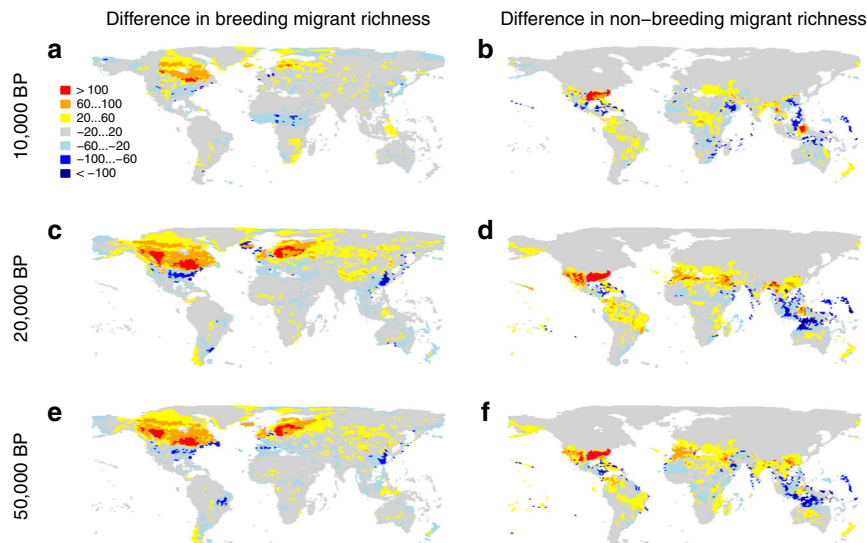 Difference in breeding migrant richness
Difference in non−breeding migrant richness
10,000 BP
a
b
> 100
60...100
20...60
−20...20
−60...−20
−100...−60
< −100
20,000 BP
c
d
50,000 BP
e
f